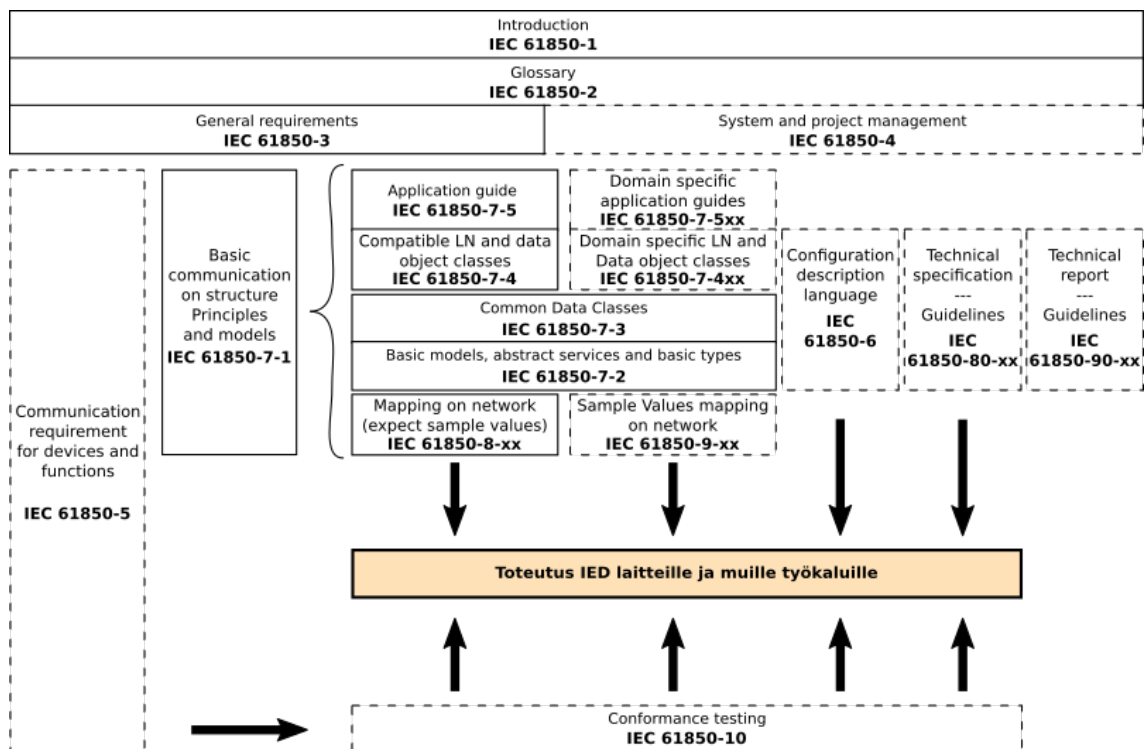 Introduction
IEC 61850-1
Glossary
IEC 61850-2
General requirements
IEC 61850-3
System and project management
IEC 61850-4
Communication
requirement
for devices and
functions
IEC 61850-5
Basic
communication
on structure
Principles
and models
IEC 61850-7-1
Application guide
IEC 61850-7-5
Domain specific
application guides
IEC 61850-7-5xx
Compatible LN and data
object classes
IEC 61850-7-4
Domain specific LN and
Data object classes
IEC 61850-7-4xx
Common Data Classes
IEC 61850-7-3
Basic models, abstract services and basic types
IEC 61850-7-2
Mapping on network
(expect sample values)
IEC 61850-8-xx
Sample Values mapping
on network
IEC 61850-9-xx
Configuration
description
language
IEC
61850-6
Technical
specification
---
Guidelines
IEC
61850-80-xx
Technical
report
---
Guidelines
IEC
61850-90-xx
Toteutus IED laitteille ja muille työkaluille
Conformance testing
IEC 61850-10